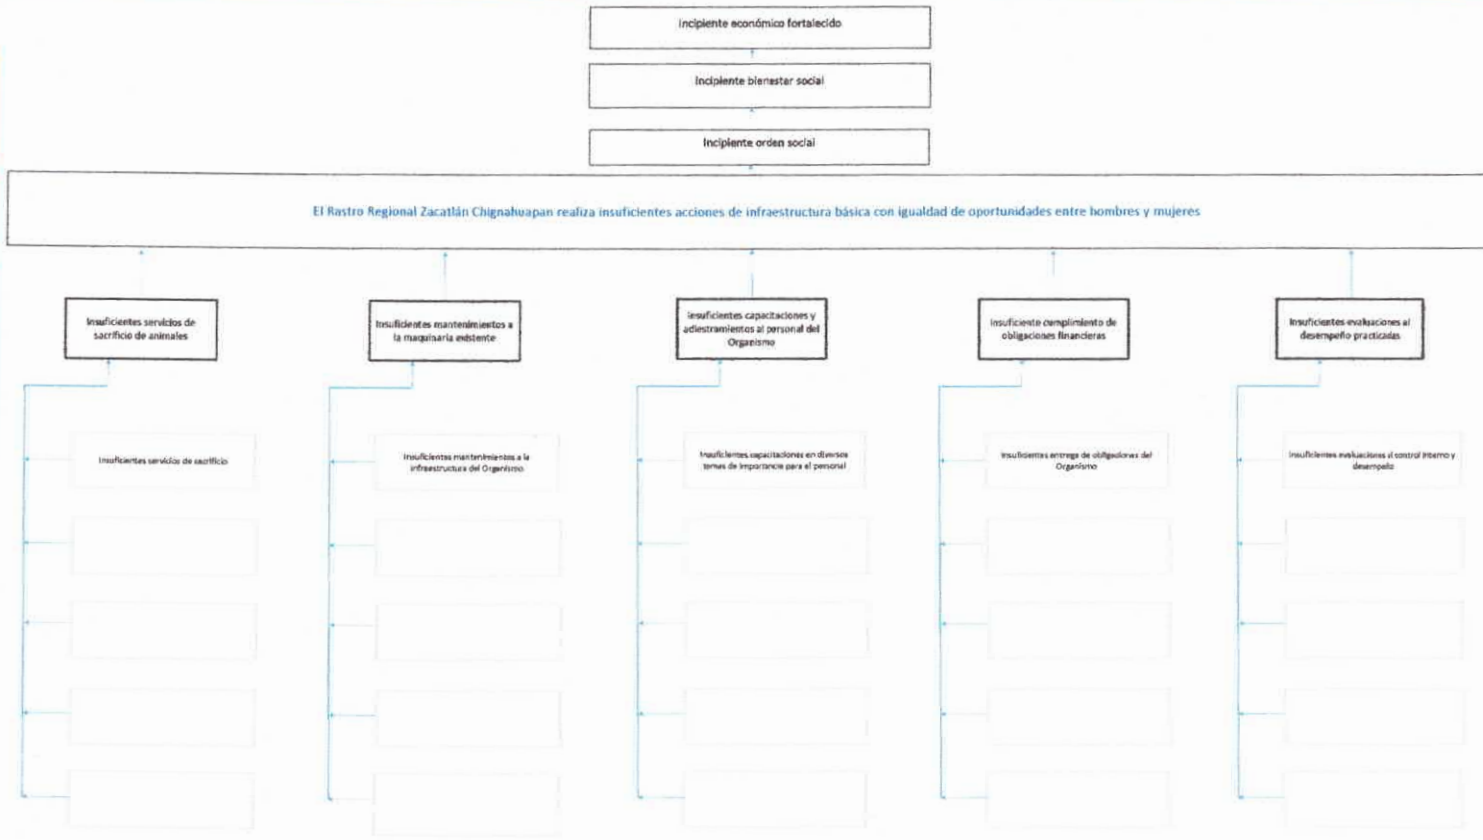 Incipiente económico fortalecido
Incipiente bienestar social
Incipiente orden social
El Rastro Regional Zacatlán Chignahuapan realiza insuficientes acciones de infraestructura básica con igualdad de oportunidades entre hombres y mujeres
Insuficientes servicios de
sacrificio de animales
Insuficientes mantenimientos a
la maquinaria existente
Insuficientes capacitaciones y
adiestramientos al personal del
Organismo
Insuficiente cumplimiento de
obligaciones financieras
Insuficientes evaluaciones al
desempeño practicadas
Insuficientes servicios de sacrificio
Insuficientes mantenimientos a la
infraestructura del Organismo
Insuficientes capacitaciones en diversos
temas de importancia para el personal
Insuficientes entrega de obligaciones del
Organismo
Insuficientes evaluaciones al control interno y
desempeño